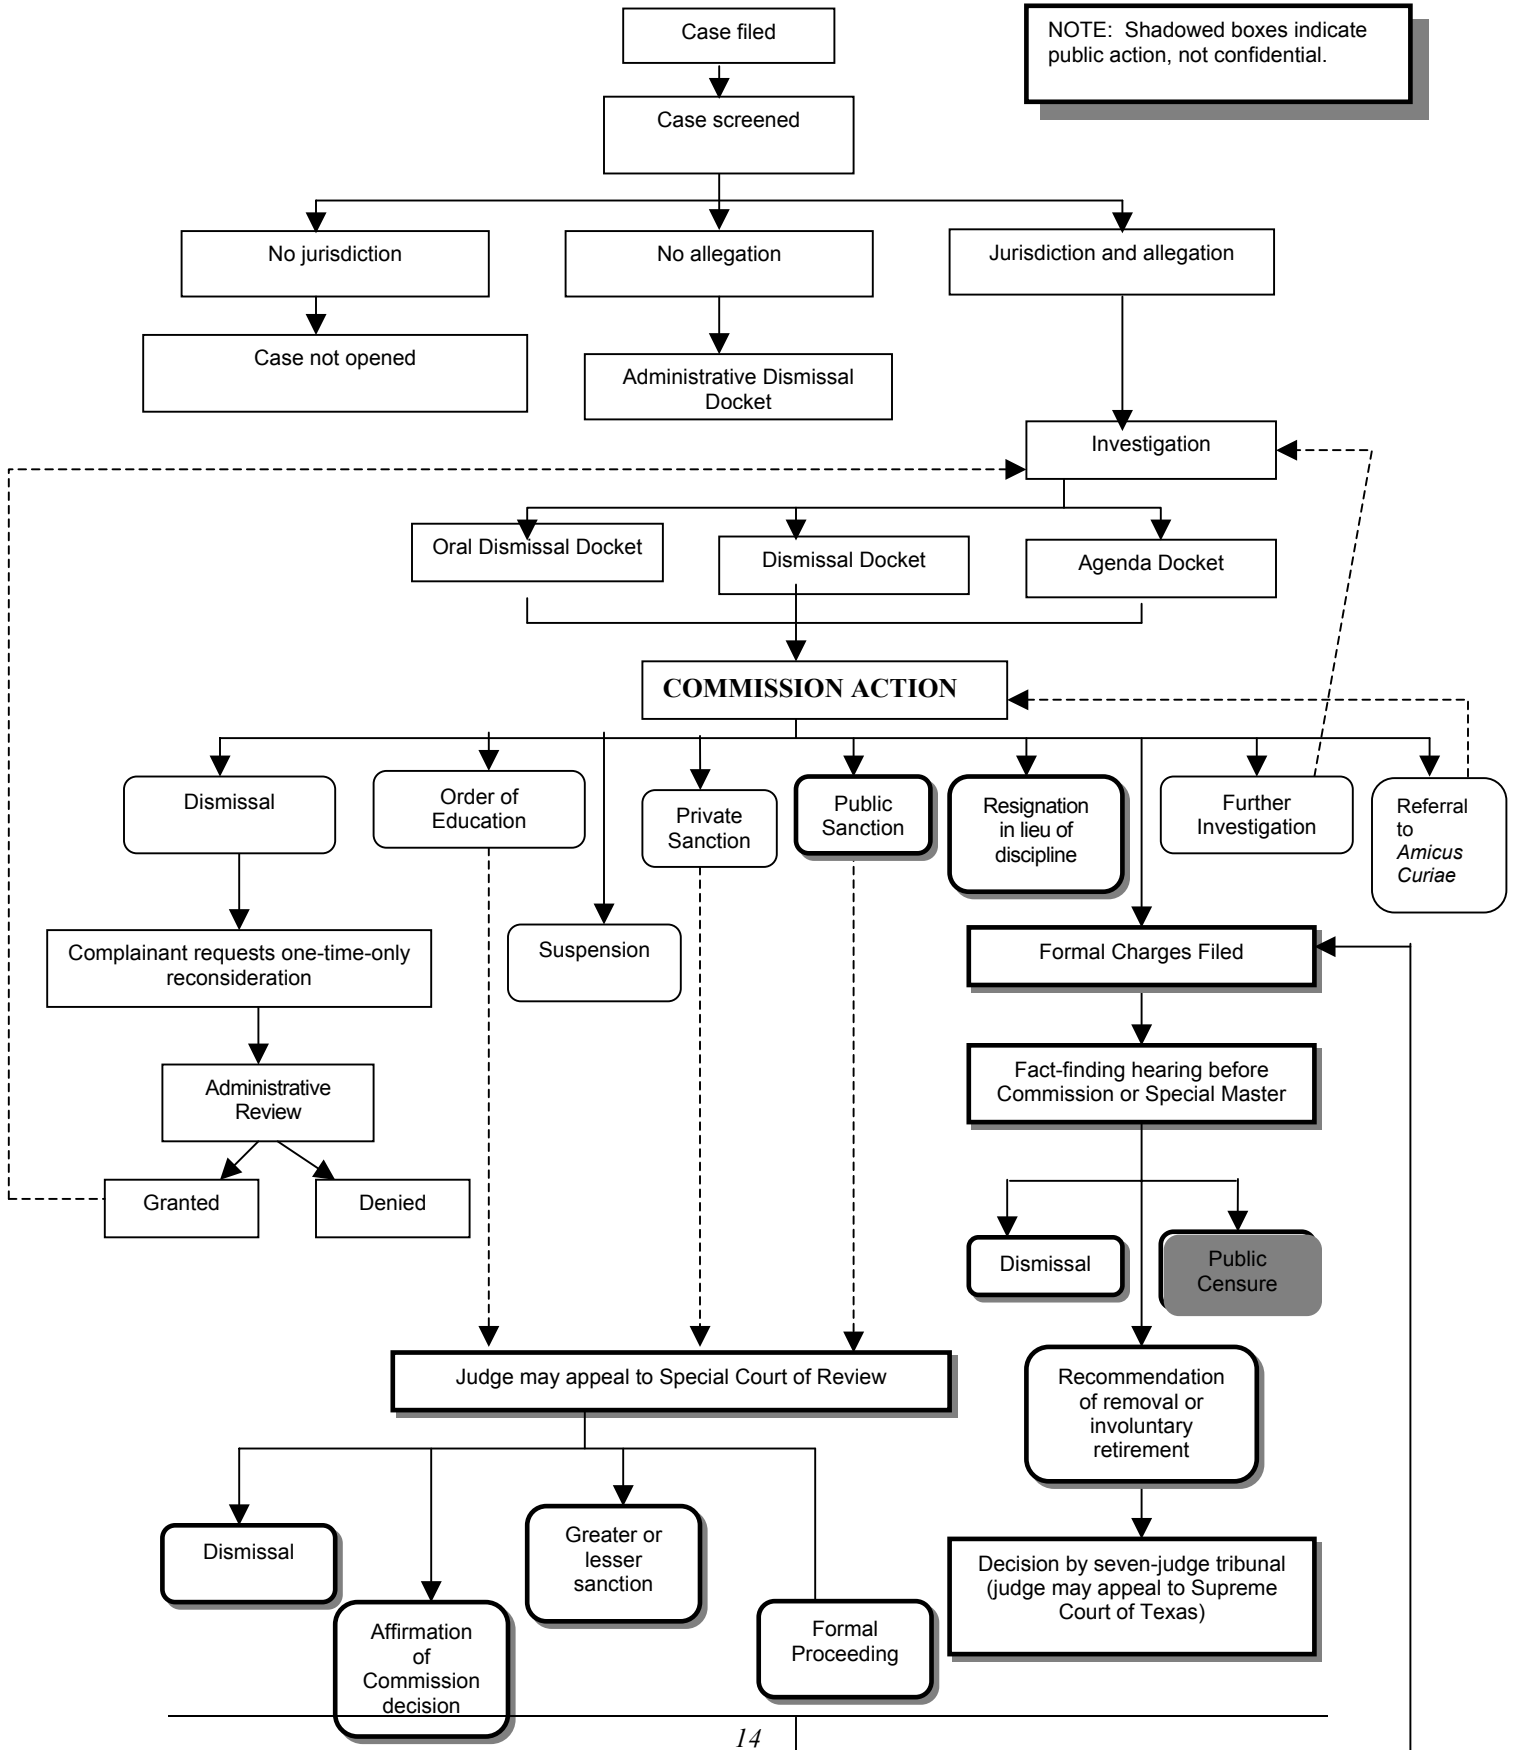 Case filed
NOTE: Shadowed boxes indicate
public action, not confidential.
Case screened
No jurisdiction
No allegation
Jurisdiction and allegation
Case not opened
Administrative Dismissal
Docket
Investigation
Oral Dismissal Docket
Dismissal Docket
Agenda Docket
COMMISSION ACTION
Dismissal
Order of
Education
Private
Sanction
Public
Sanction
Resignation
in lieu of
discipline
Further
Investigation
Referral
to
Amicus
Curiae
Complainant requests one-time-only
reconsideration
Suspension
Formal Charges Filed
Administrative
Review
Fact-finding hearing before
Commission or Special Master
Granted
Denied
Dismissal
Public
Censure
Judge may appeal to Special Court of Review
Recommendation
of removal or
involuntary
retirement
Dismissal
Affirmation
of
Commission
decision
Greater or
lesser
sanction
Formal
Proceeding
Decision by seven-judge tribunal
(judge may appeal to Supreme
Court of Texas)
14